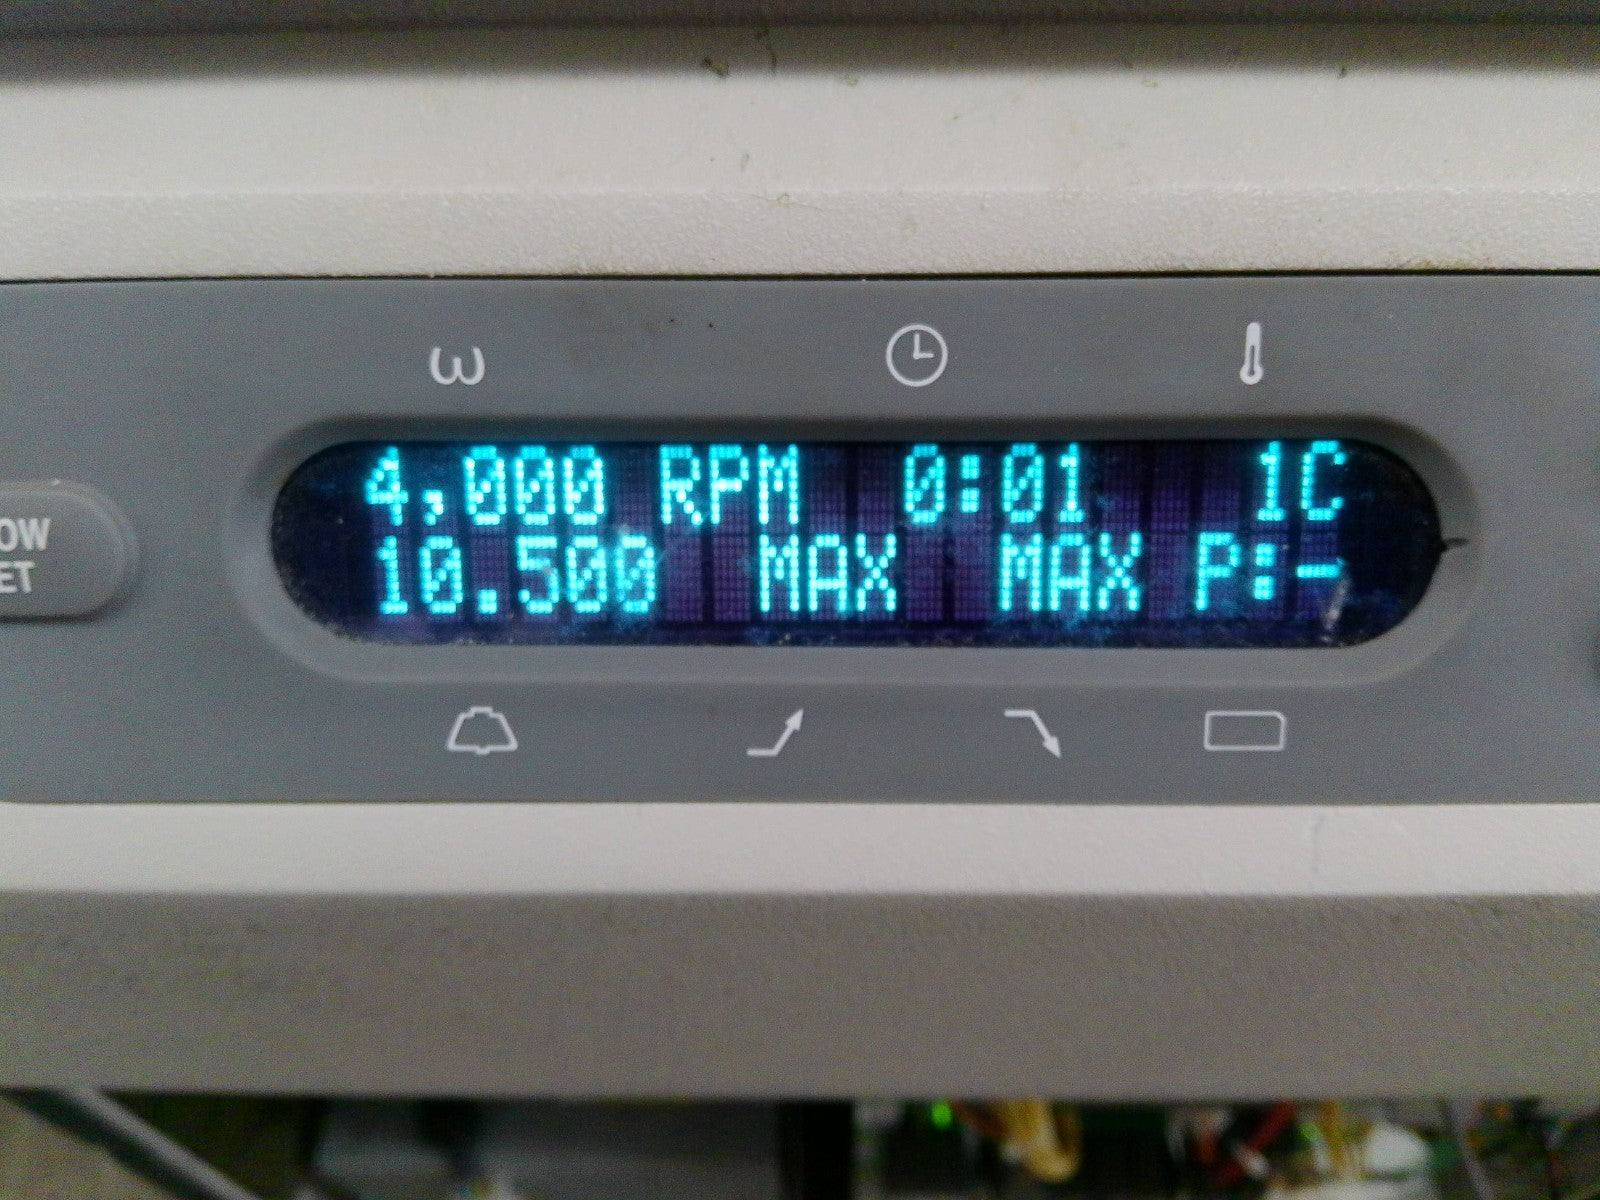 ω
4,000 RPM 0:01 1C
OW
ET
10.500 MAX MAX P:-